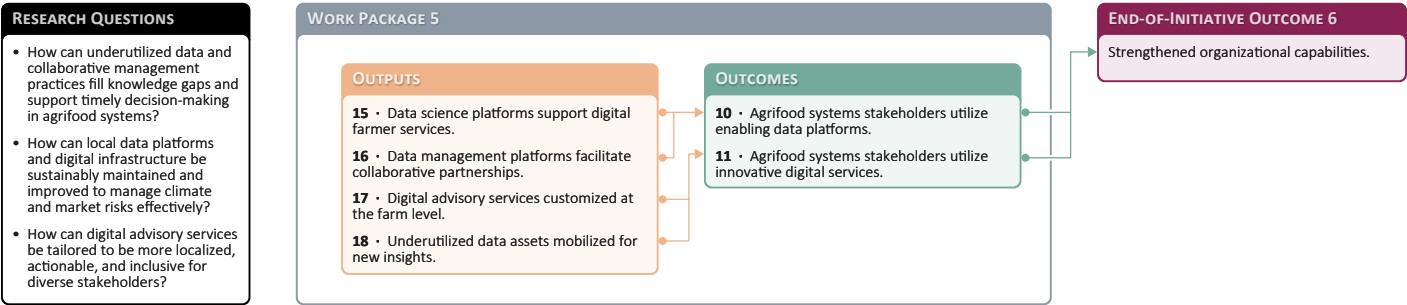 RESEARCH QUESTIONS
• How can underutilized data and
collaborative management
practices fill knowledge gaps and
support timely decision-making
in agrifood systems?
• How can local data platforms
and digital infrastructure be
sustainably maintained and
improved to manage climate
and market risks effectively?
• How can digital advisory services
be tailored to be more localized,
actionable, and inclusive for
diverse stakeholders?
WORK PACKAGE 5
OUTPUTS
15 · Data science platforms support digital
farmer services.
16 · Data management platforms facilitate
collaborative partnerships.
17 · Digital advisory services customized at
the farm level.
18 · Underutilized data assets mobilized for
new insights.
OUTCOMES
10 · Agrifood systems stakeholders utilize
enabling data platforms.
11 · Agrifood systems stakeholders utilize
innovative digital services.
END-OF-INITIATIVE OUTCOME 6
Strengthened organizational capabilities.